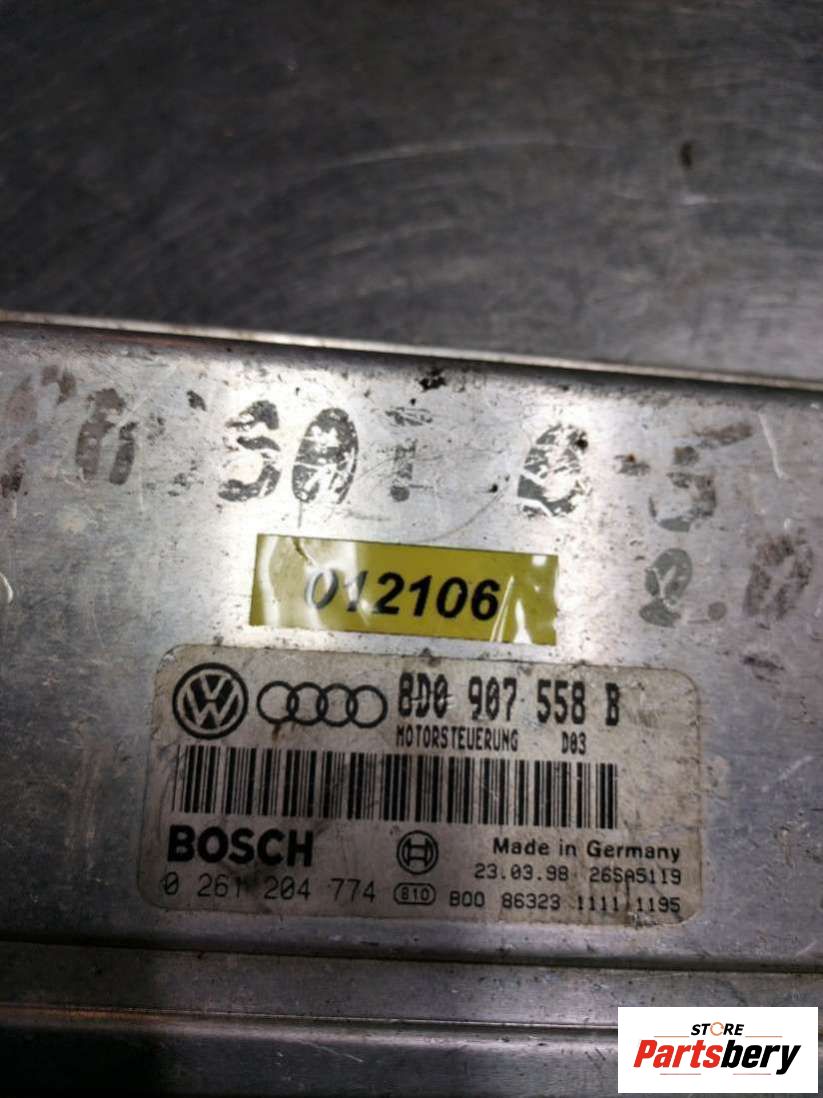 012106
8D0 907 558 B
MOTORSTEUERUNG D03
BOSCH
Made in Germany
23.03.98 26SA5119
0 261 204 774 810 B00 86323 1111 1195
STORE
Partsbery